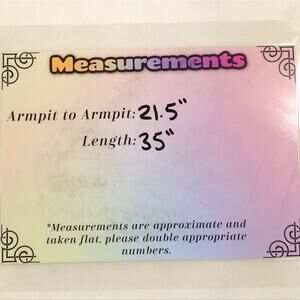 Measurements
Armpit to Armpit: 21.5"
Length: 35"
*Measurements are approximate and
taken flat, please double appropriate
numbers.